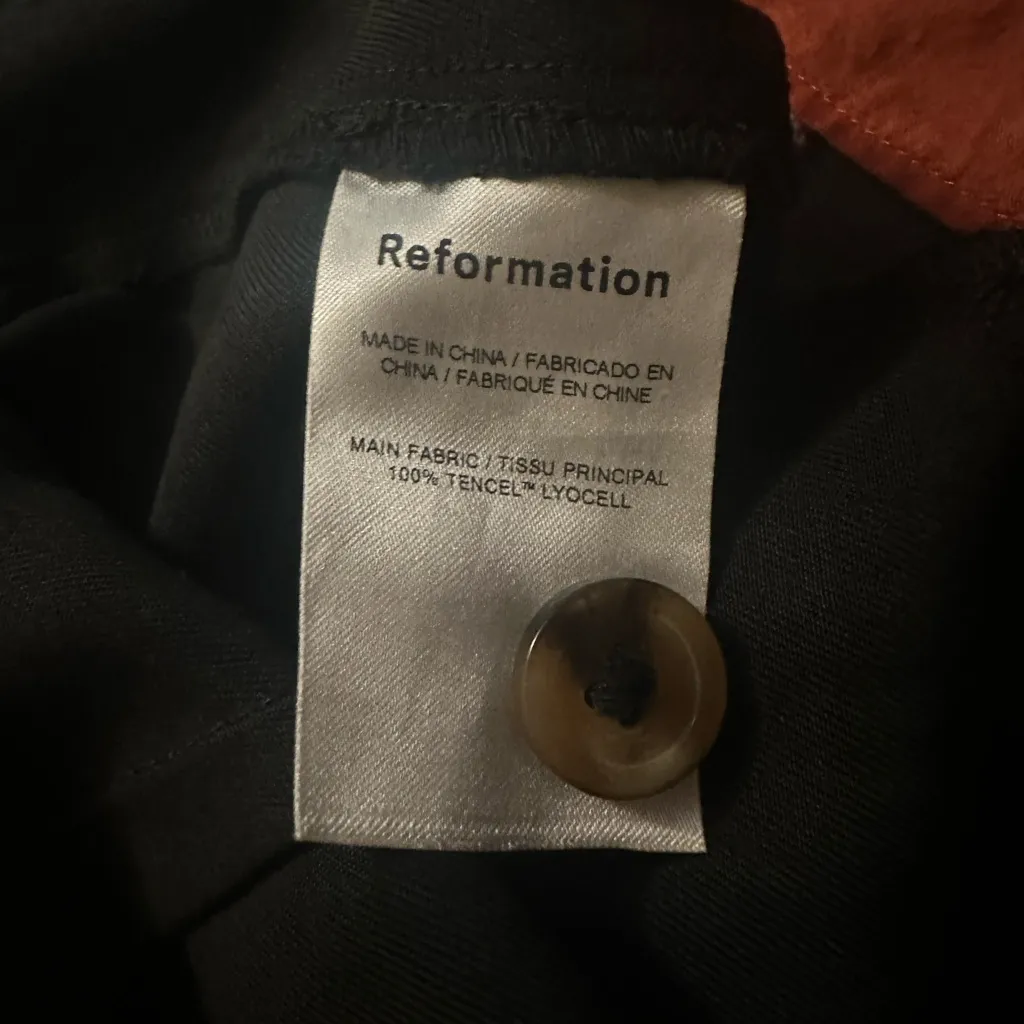 Reformation
MADE IN CHINA / FABRICADO EN
CHINA / FABRIQUÉ EN CHINE
MAIN FABRIC / TISSU PRINCIPAL
100% TENCEL™ LYOCELL